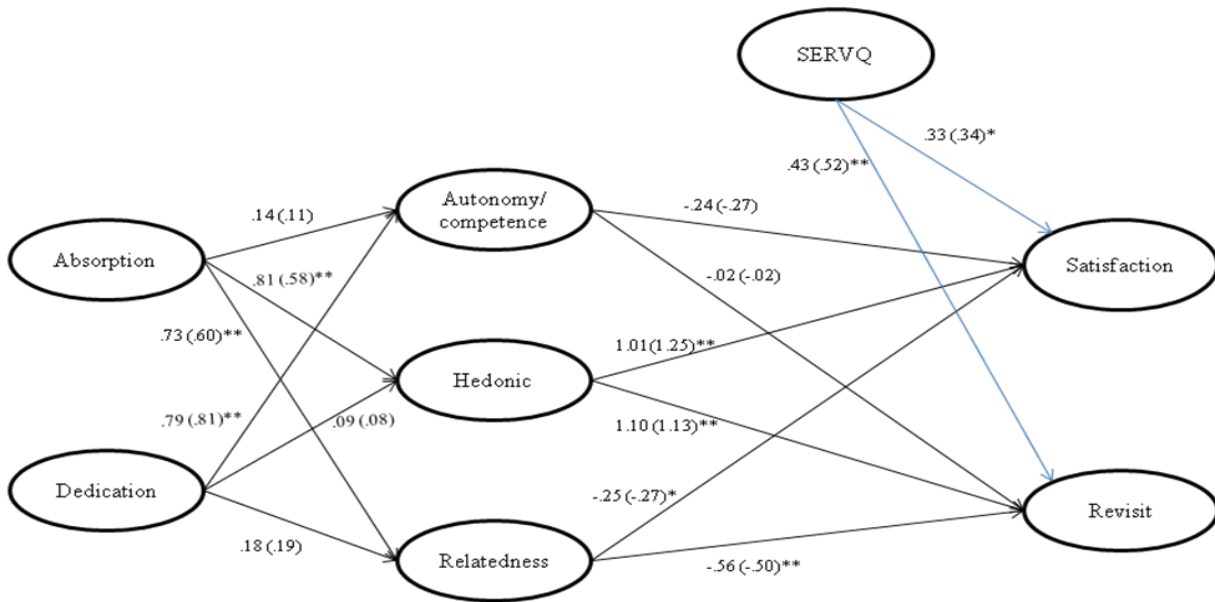 SERVQ
.33 (.34)*
.43 (.52)**
Autonomy/
competence
.14 (.11)
-.24 (-.27)
Absorption
Satisfaction
.81 (.58)**
-.02 (-.02)
.73 (.60)**
1.01(1.25)**
Hedonic
.79 (.81)**
.09 (.08)
1.10 (1.13)**
Dedication
-.25 (-.27)*
Revisit
.18 (.19)
Relatedness
-.56 (-.50)**